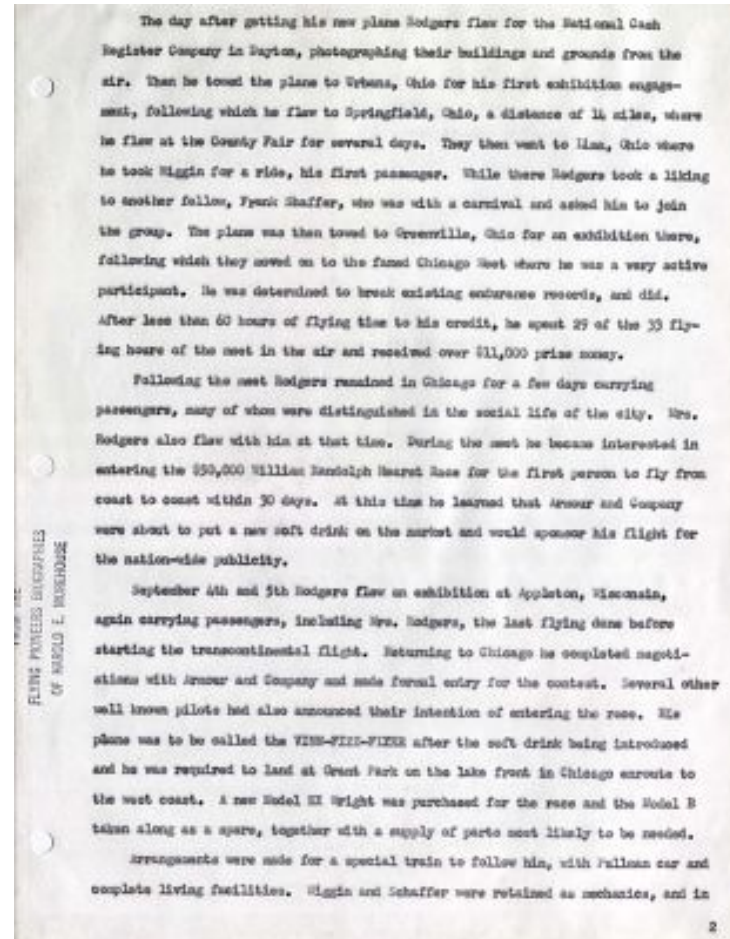 The day after getting his new plane Rodgers flew for the National Cash
Register Company in Dayton, photographing their buildings and grounds from the
air. Then he towed the plane to Urbana, Ohio for his first exhibition engage-
ment, following which he flew to Springfield, Ohio, a distance of 14 miles, where
he flew at the County Fair for several days. They then went to Lima, Ohio where
he took Wiggin for a ride, his first passenger. While there Rodgers took a liking
to another fellow, Frank Shaffer, who was with a carnival and asked him to join
the group. The plane was then towed to Greenville, Ohio for an exhibition there,
following which they moved on to the famed Chicago Meet where he was a very active
participant. He was determined to break existing endurance records, and did.
After less than 60 hours of flying time to his credit, he spent 29 of the 33 fly-
ing hours of the meet in the air and received over $11,000 prize money.
Following the meet Rodgers remained in Chicago for a few days carrying
passengers, many of whom were distinguished in the social life of the city. Mrs.
Rodgers also flew with him at that time. During the meet he became interested in
entering the $50,000 William Randolph Hearst Race for the first person to fly from
coast to coast within 30 days. At this time he learned that Armour and Company
were about to put a new soft drink on the market and would sponsor his flight for
the nation-wide publicity.
September 4th and 5th Rodgers flew an exhibition at Appleton, Wisconsin,
again carrying passengers, including Mrs. Rodgers, the last flying done before
starting the transcontinental flight. Returning to Chicago he completed negoti-
ations with Armour and Company and made formal entry for the contest. Several other
well known pilots had also announced their intention of entering the race. His
plane was to be called the VINN-FIZZ-FLYER after the soft drink being introduced
and he was required to land at Grant Park on the lake front in Chicago enroute to
the west coast. A new Model EX Wright was purchased for the race and the Model B
taken along as a spare, together with a supply of parts most likely to be needed.
Arrangements were made for a special train to follow him, with Pullman car and
complete living facilities. Wiggin and Schaffer were retained as mechanics, and in
2
FLYING PIONEERS BIOGRAPHIES
OF HAROLD E. MOREHOUSE